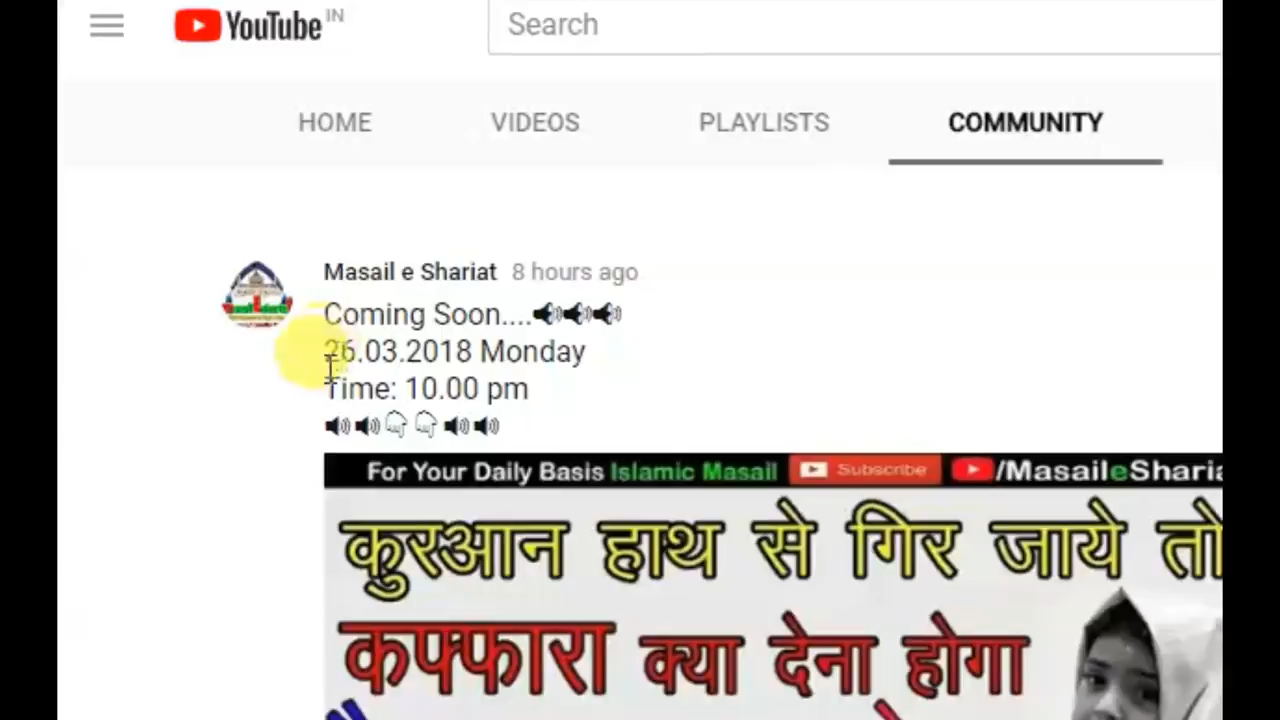 YouTube IN
Search
HOME VIDEOS PLAYLISTS COMMUNITY
Masail e Shariat 8 hours ago
Coming Soon....🔊🔊🔊
26.03.2018 Monday
Time: 10.00 pm
🔊🔊👇👇🔊🔊
For Your Daily Basis Islamic Masail Subscribe /MasaileSharia
कुरआन हाथ से गिर जाये तो
कफ्फारा क्या देना होगा